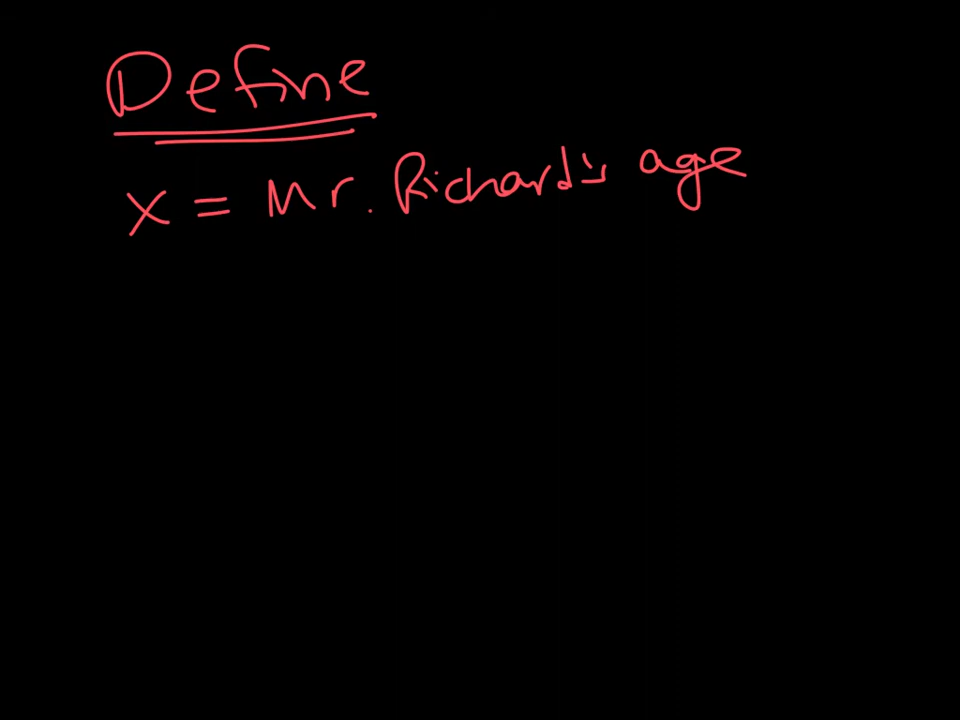 Define
x = Mr. Richard's age